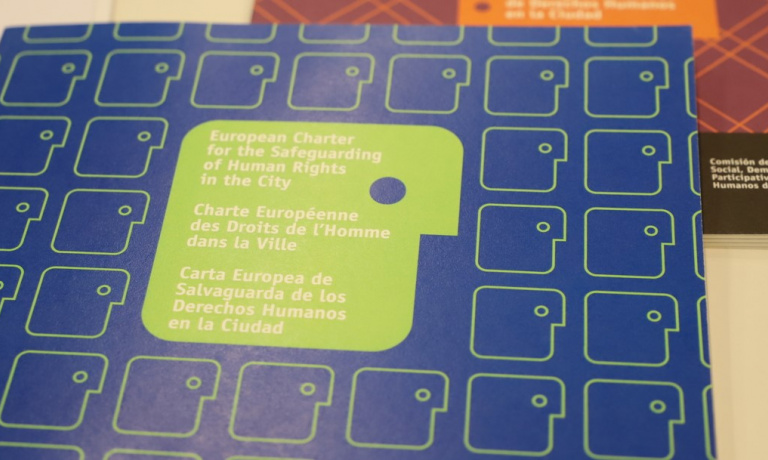 de Derechos Humanos
en la Ciudad
European Charter
for the Safeguarding
of Human Rights
in the City
Charte Européenne
des Droits de l'Homme
dans la Ville
Carta Europea de
Salvaguarda de los
Derechos Humanos
en la Ciudad
Comisión de
Social, Dem
Participativ
Humanos d